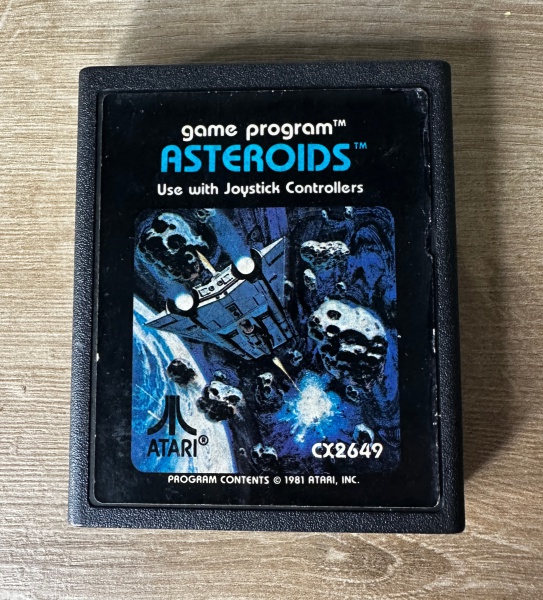 game program™
ASTEROIDS™
Use with Joystick Controllers
ATARI®
CX2649
PROGRAM CONTENTS © 1981 ATARI, INC.